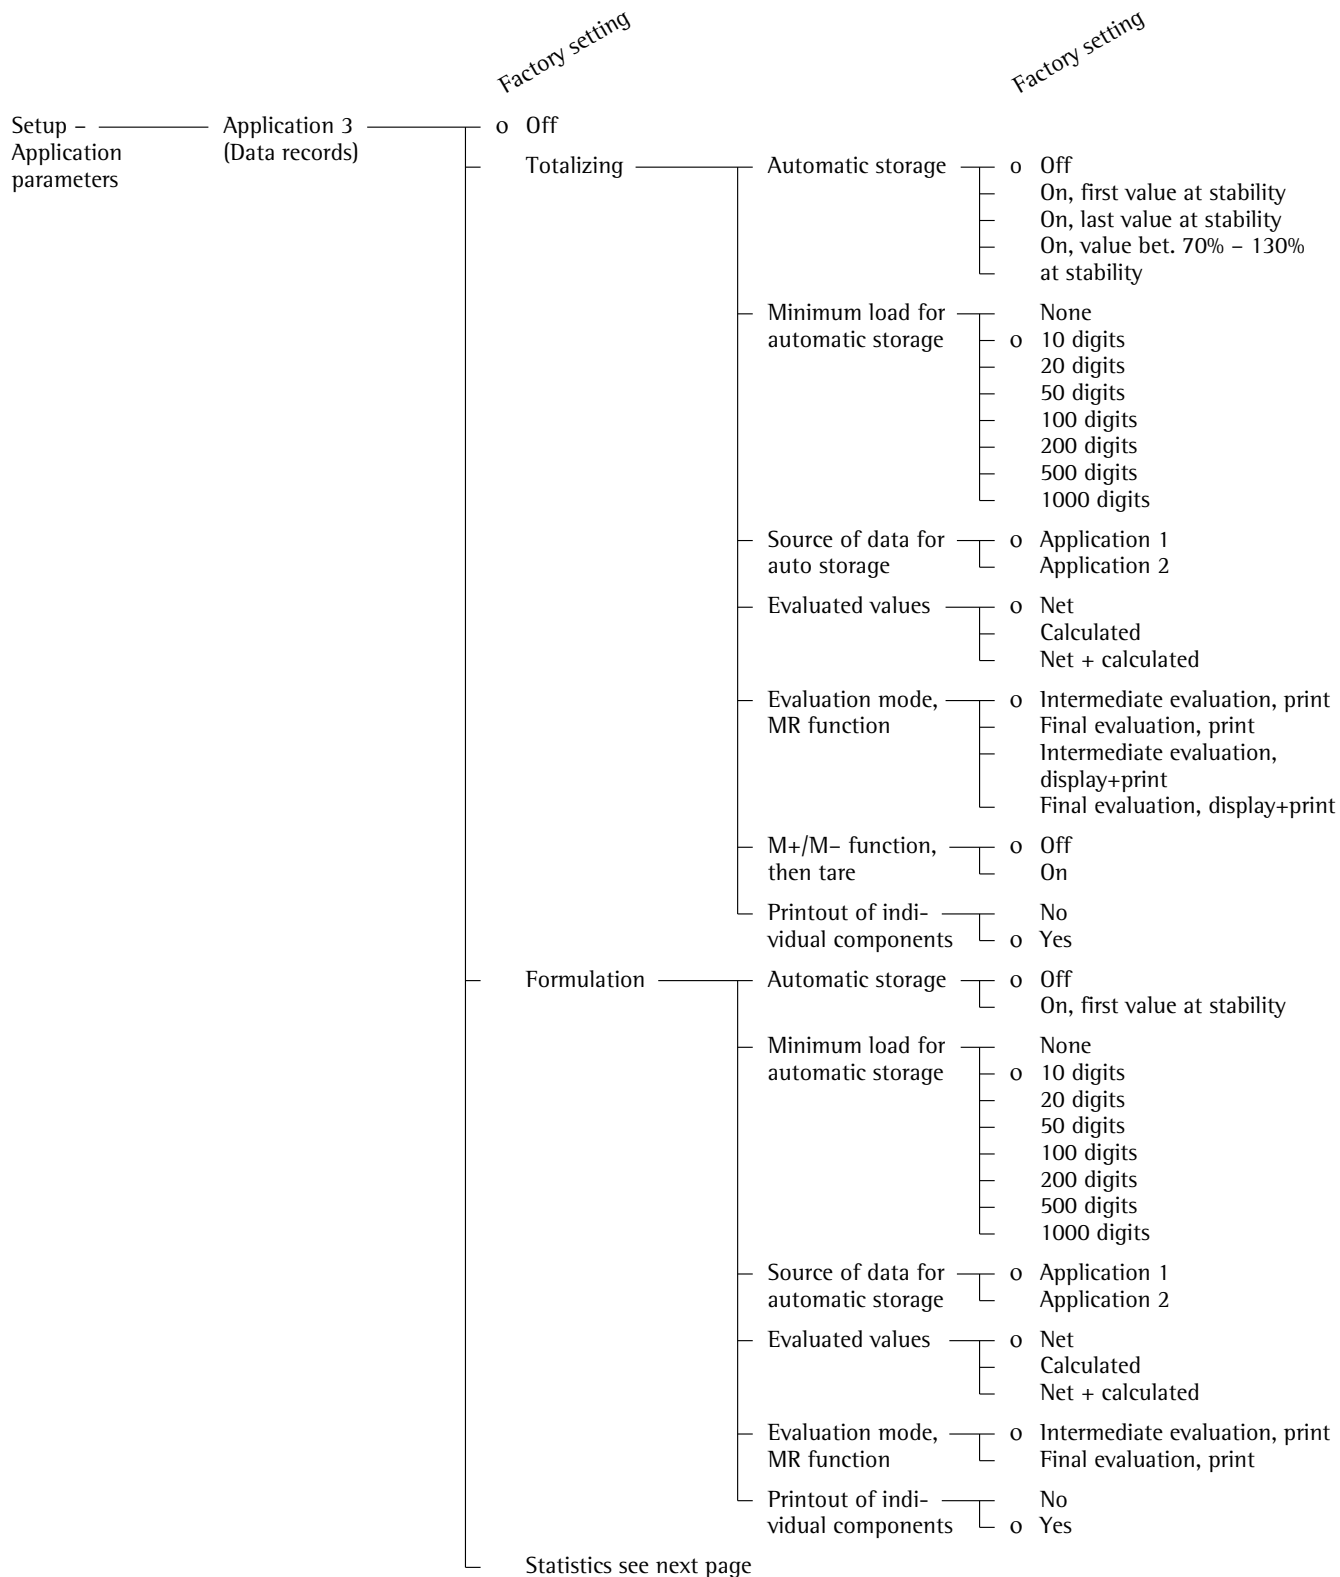 Factory setting
Factory setting
Setup –
Application
parameters
Application 3
(Data records)
o Off
Totalizing
Automatic storage
o Off
On, first value at stability
On, last value at stability
On, value bet. 70% – 130%
at stability
Minimum load for
automatic storage
None
o 10 digits
20 digits
50 digits
100 digits
200 digits
500 digits
1000 digits
Source of data for
auto storage
o Application 1
Application 2
Evaluated values
o Net
Calculated
Net + calculated
Evaluation mode,
MR function
o Intermediate evaluation, print
Final evaluation, print
Intermediate evaluation,
display+print
Final evaluation, display+print
M+/M– function,
then tare
o Off
On
Printout of indi-
vidual components
No
o Yes
Formulation
Automatic storage
o Off
On, first value at stability
Minimum load for
automatic storage
None
o 10 digits
20 digits
50 digits
100 digits
200 digits
500 digits
1000 digits
Source of data for
automatic storage
o Application 1
Application 2
Evaluated values
o Net
Calculated
Net + calculated
Evaluation mode,
MR function
o Intermediate evaluation, print
Final evaluation, print
Printout of indi-
vidual components
No
o Yes
Statistics see next page